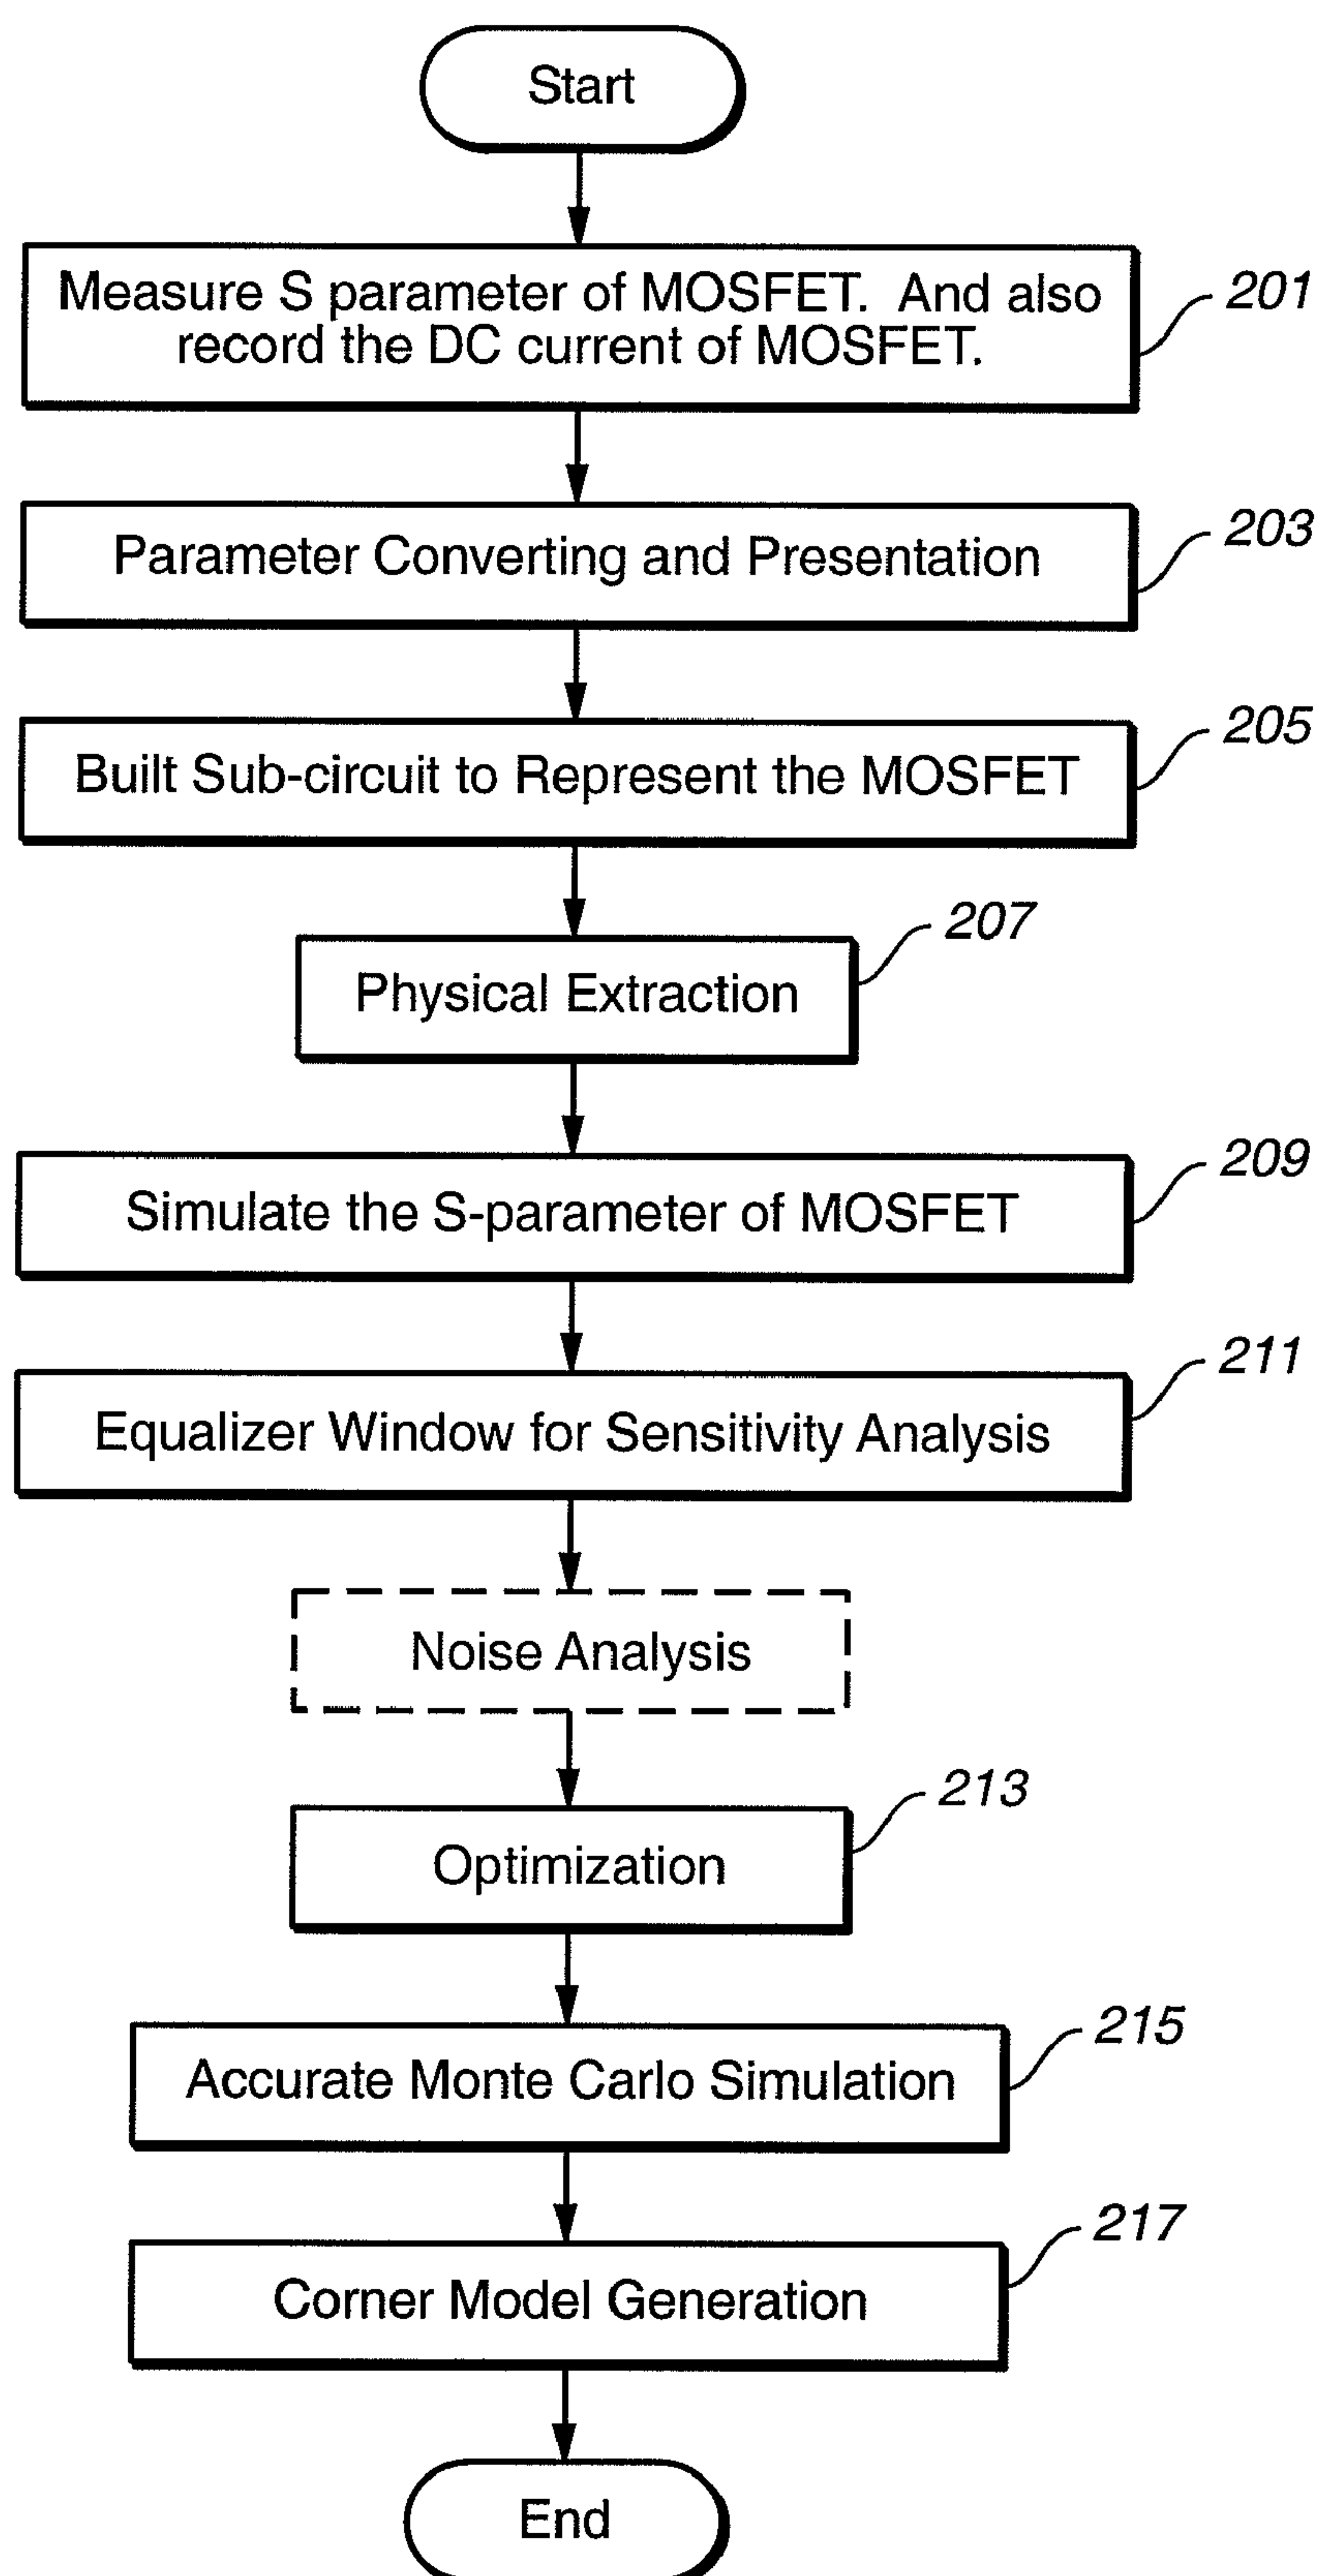 Start
Measure S parameter of MOSFET. And also
record the DC current of MOSFET.
201
Parameter Converting and Presentation
203
Built Sub-circuit to Represent the MOSFET
205
Physical Extraction
207
Simulate the S-parameter of MOSFET
209
Equalizer Window for Sensitivity Analysis
211
Noise Analysis
Optimization
213
Accurate Monte Carlo Simulation
215
Corner Model Generation
217
End